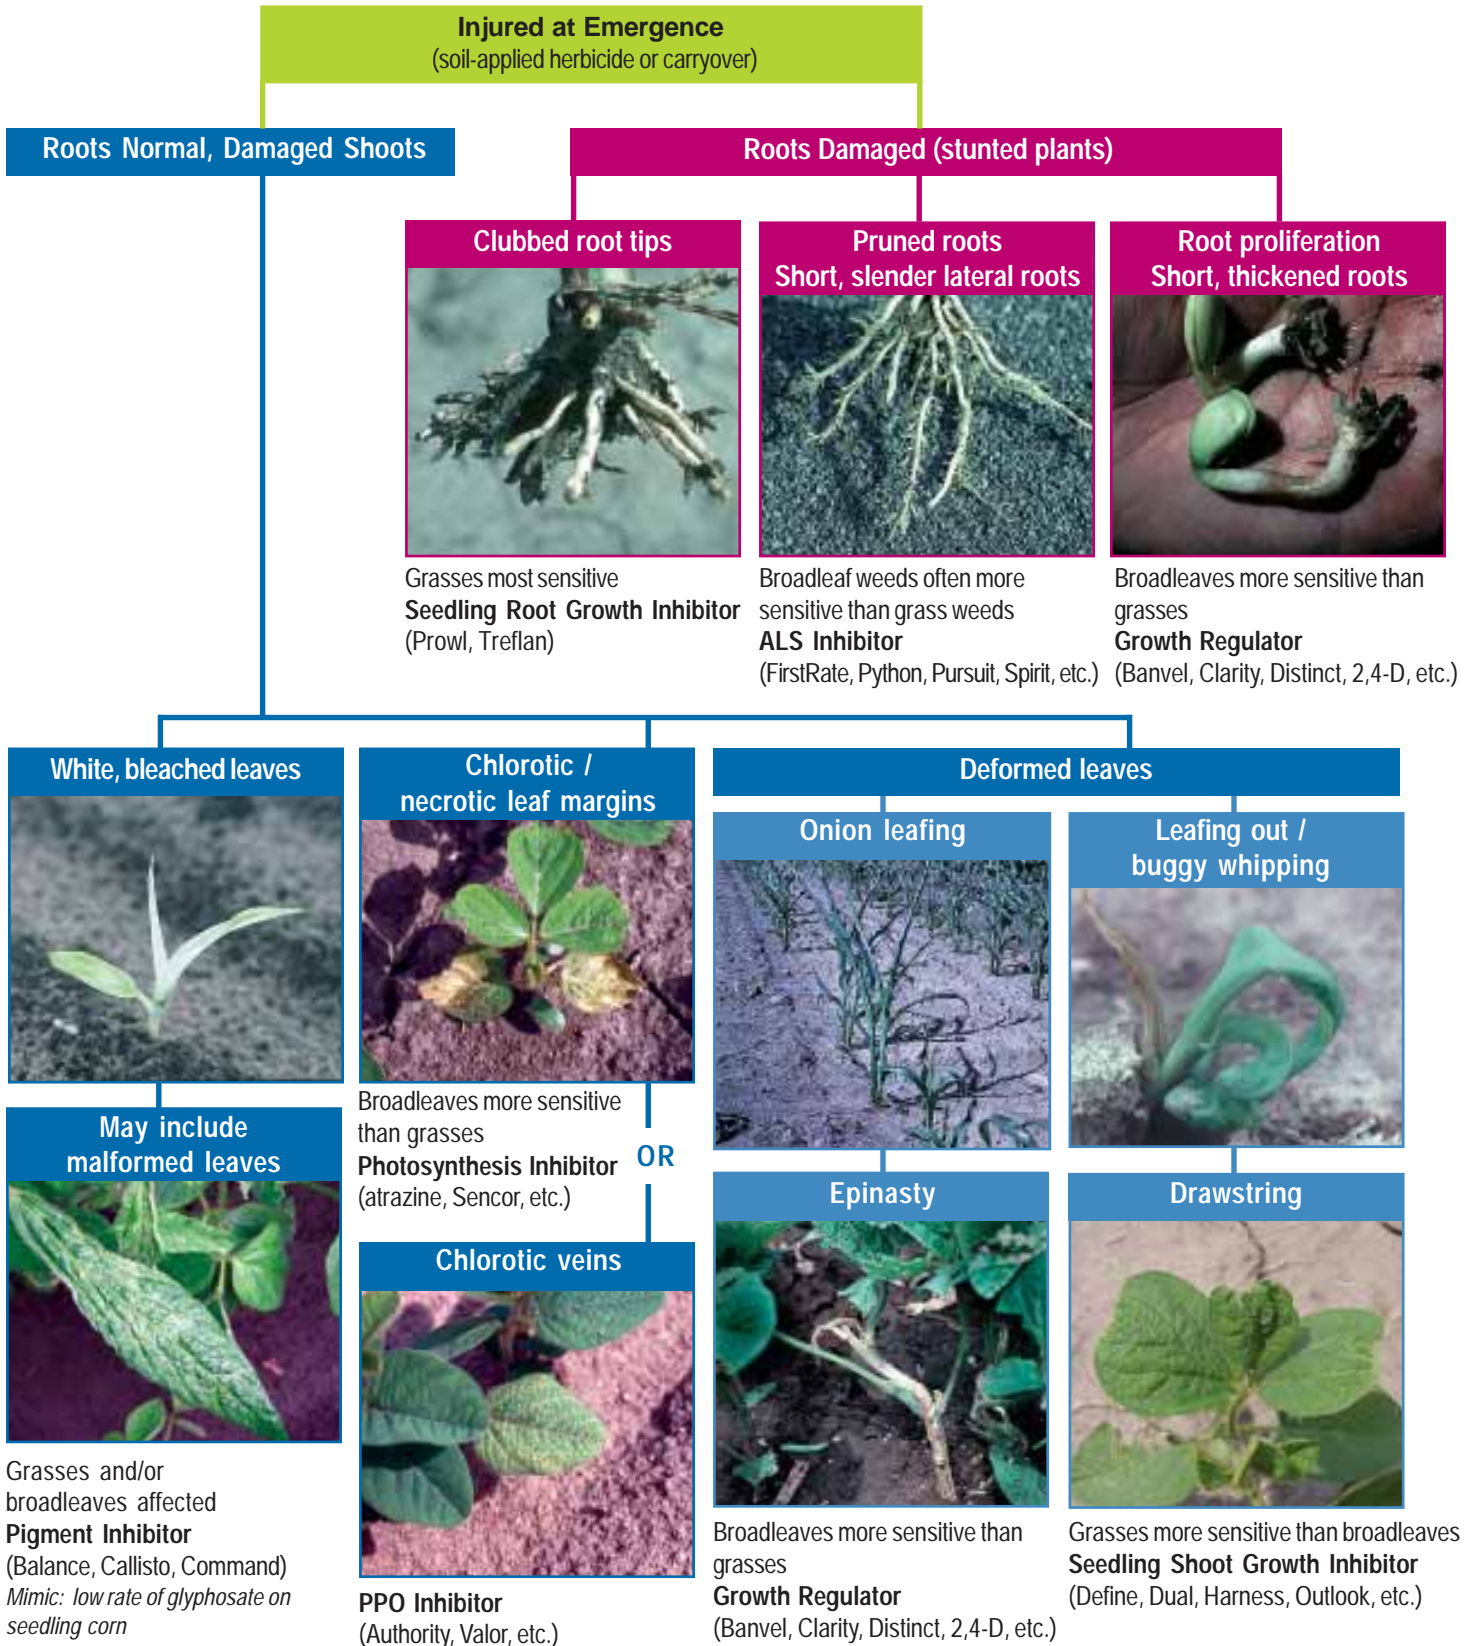 Injured at Emergence
(soil-applied herbicide or carryover)
Roots Normal, Damaged Shoots
Roots Damaged (stunted plants)
Clubbed root tips
Grasses most sensitive
Seedling Root Growth Inhibitor
(Prowl, Treflan)
Pruned roots
Short, slender lateral roots
Broadleaf weeds often more
sensitive than grass weeds
ALS Inhibitor
(FirstRate, Python, Pursuit, Spirit, etc.)
Root proliferation
Short, thickened roots
Broadleaves more sensitive than
grasses
Growth Regulator
(Banvel, Clarity, Distinct, 2,4-D, etc.)
White, bleached leaves
May include
malformed leaves
Grasses and/or
broadleaves affected
Pigment Inhibitor
(Balance, Callisto, Command)
Mimic: low rate of glyphosate on
seedling corn
Chlorotic /
necrotic leaf margins
Broadleaves more sensitive
than grasses
Photosynthesis Inhibitor
(atrazine, Sencor, etc.)
OR
Chlorotic veins
PPO Inhibitor
(Authority, Valor, etc.)
Deformed leaves
Onion leafing
Epinasty
Broadleaves more sensitive than
grasses
Growth Regulator
(Banvel, Clarity, Distinct, 2,4-D, etc.)
Leafing out /
buggy whipping
Drawstring
Grasses more sensitive than broadleaves
Seedling Shoot Growth Inhibitor
(Define, Dual, Harness, Outlook, etc.)